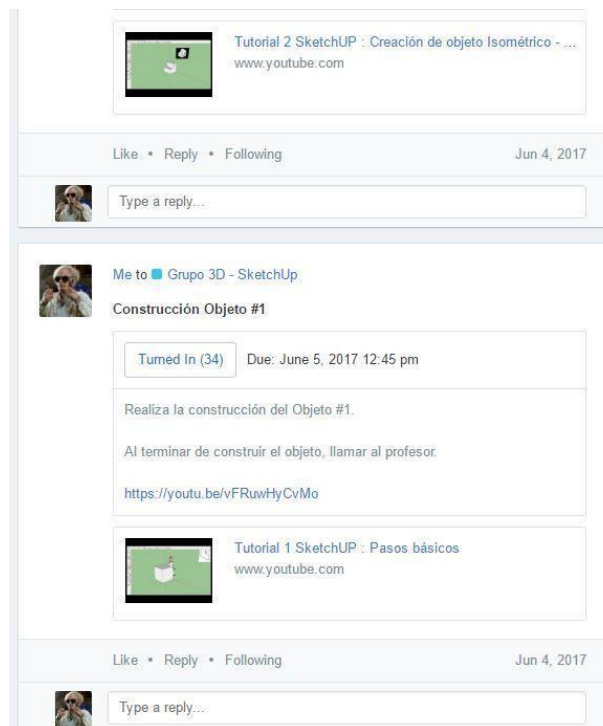 Tutorial 2 SketchUP : Creación de objeto Isométrico - ...
www.youtube.com
Like • Reply • Following Jun 4, 2017
Type a reply...
Me to Grupo 3D - SketchUp
Construcción Objeto #1
Turned In (34) Due: June 5, 2017 12:45 pm
Realiza la construcción del Objeto #1.
Al terminar de construir el objeto, llamar al profesor.
https://youtu.be/vFRuwHyCvMo
Tutorial 1 SketchUP : Pasos básicos
www.youtube.com
Like • Reply • Following Jun 4, 2017
Type a reply...